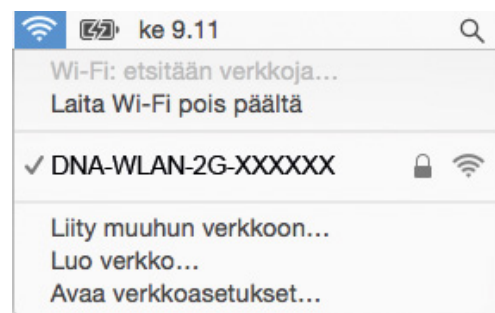 ke 9.11
Wi-Fi: etsitään verkkoja...
Laita Wi-Fi pois päältä
DNA-WLAN-2G-XXXXXX
Liity muuhun verkkoon...
Luo verkko...
Avaa verkkoasetukset...